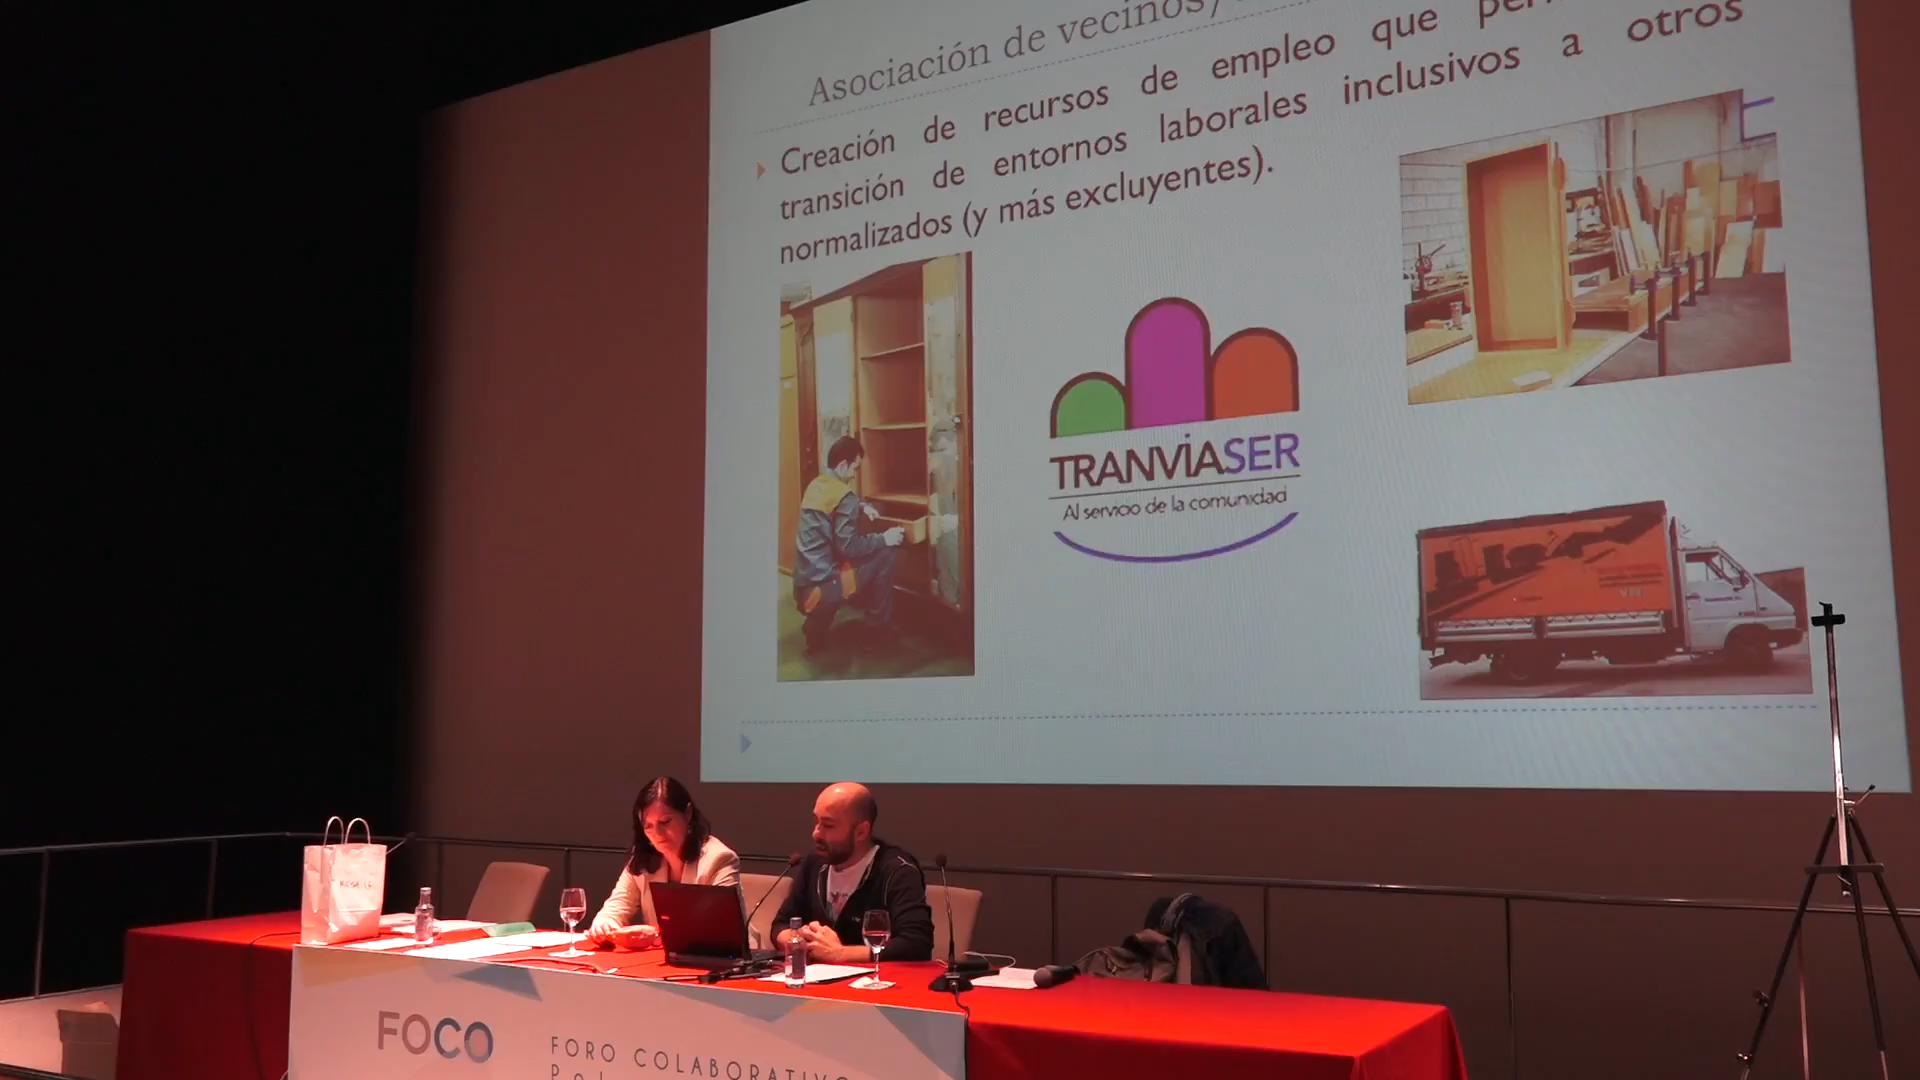 Asociación de vecinos/
Creación de recursos de empleo que
transición de entornos laborales inclusivos a otros
normalizados (y más excluyentes).
TRANVÍASER
Al servicio de la comunidad
FOCO
FORO COLABORATIVO